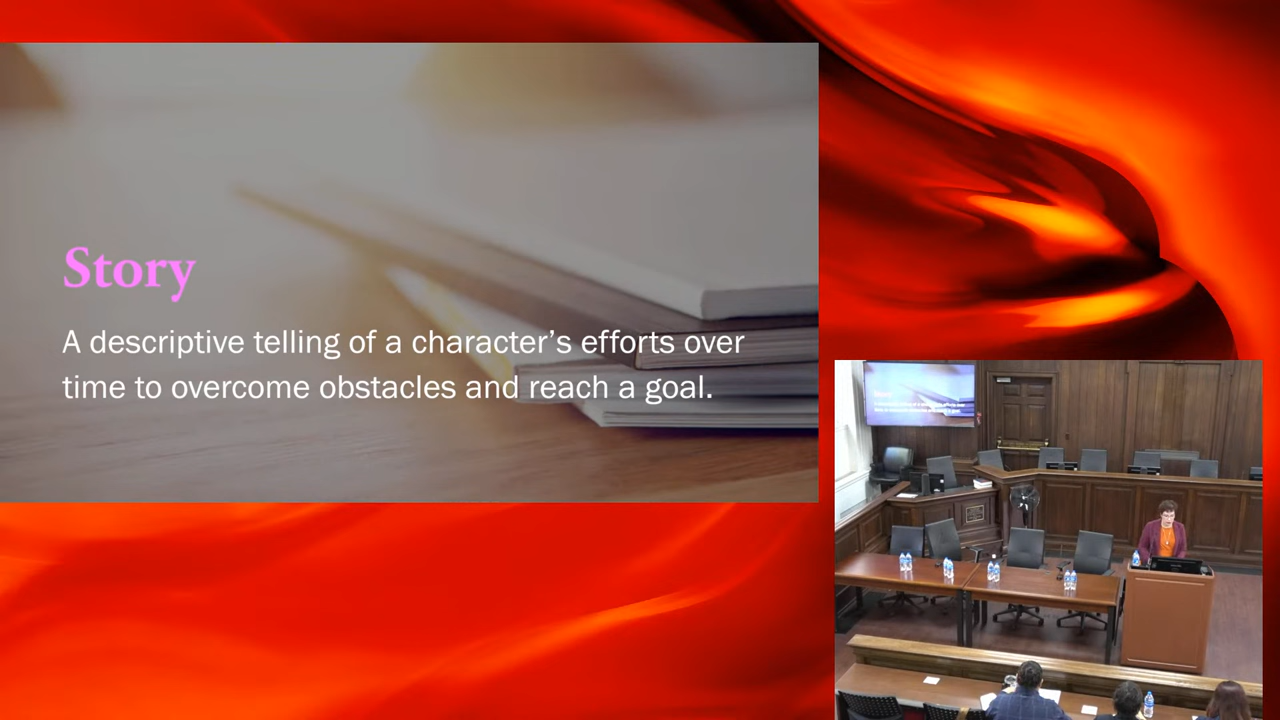 Story
A descriptive telling of a character’s efforts over
time to overcome obstacles and reach a goal.